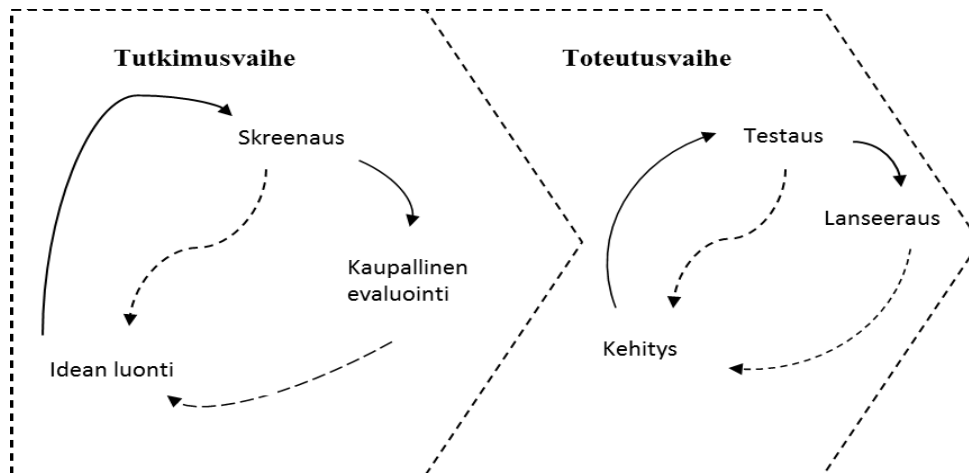 Tutkimusvaihe
Skreenaus
Kaupallinen
evaluointi
Idean luonti
Toteutusvaihe
Testaus
Lanseeraus
Kehitys